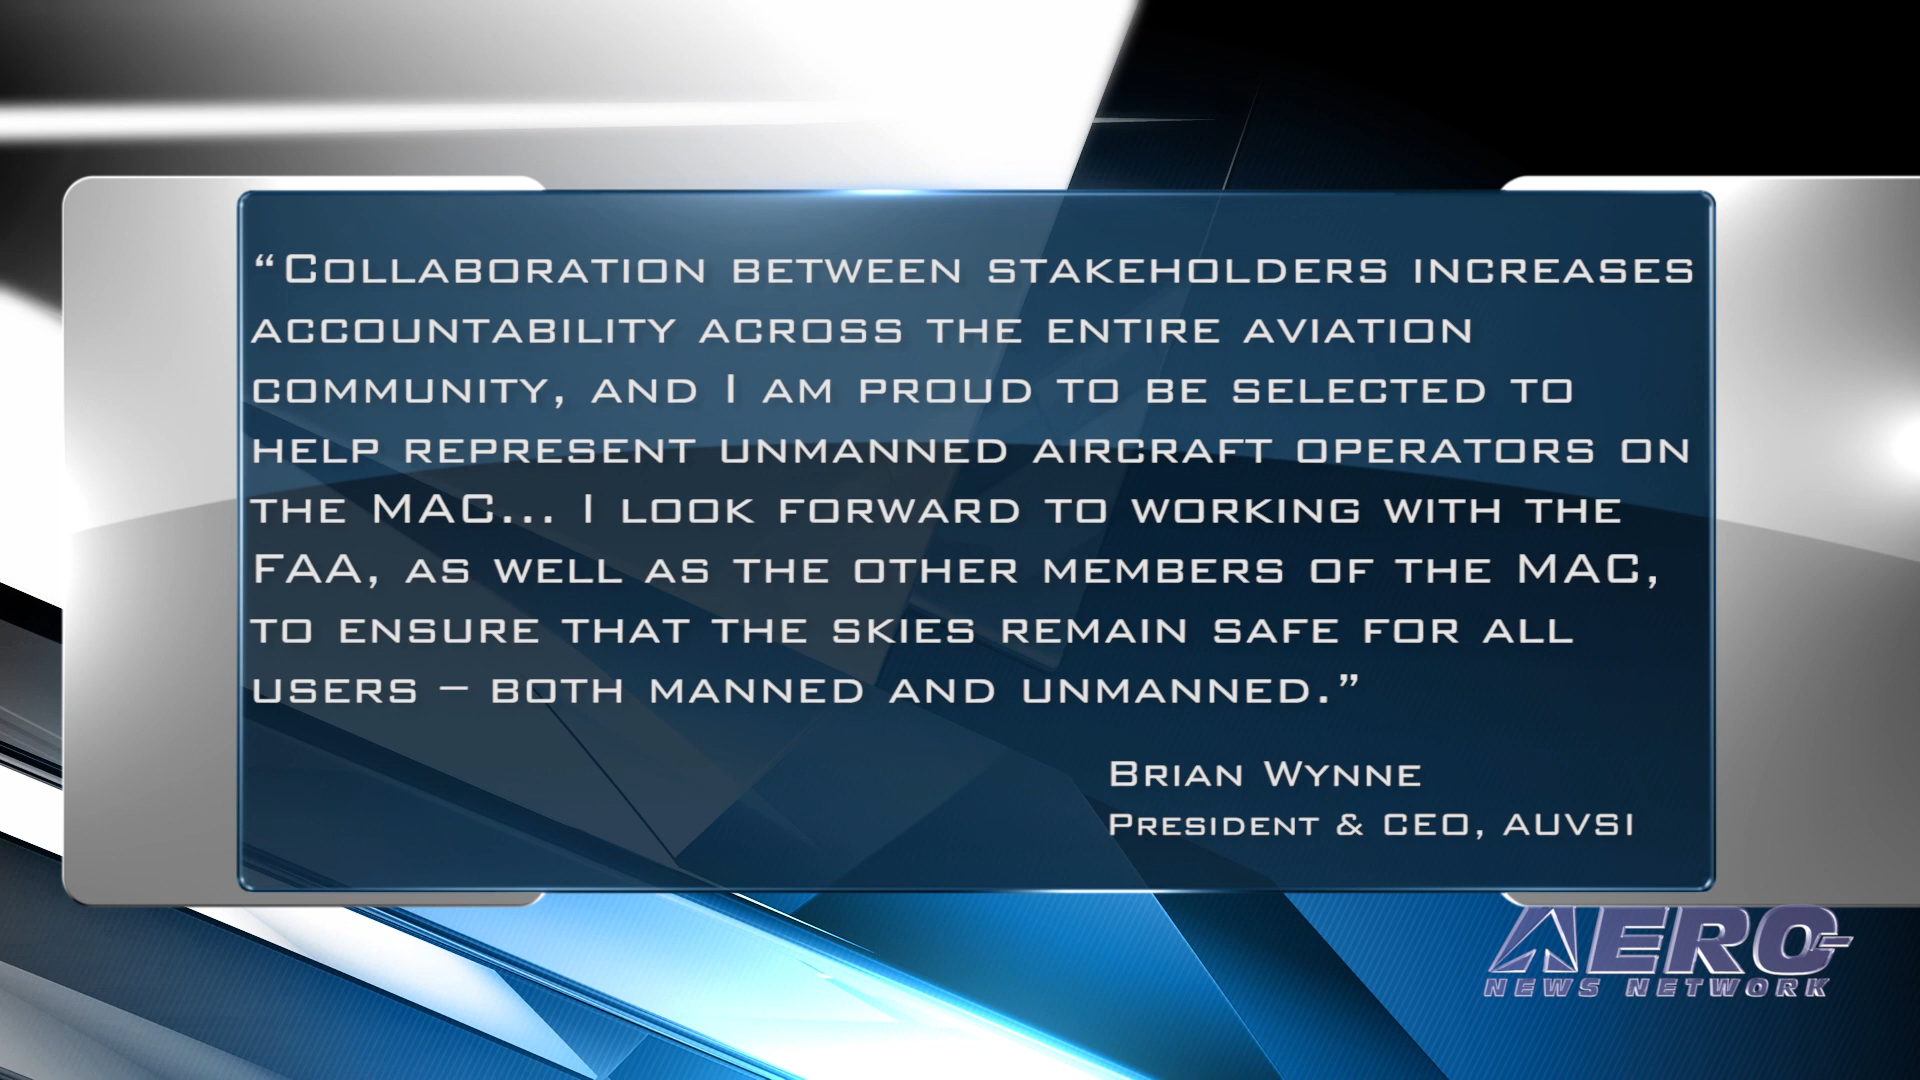 “Collaboration between stakeholders increases
accountability across the entire aviation
community, and I am proud to be selected to
help represent unmanned aircraft operators on
the MAC... I look forward to working with the
FAA, as well as the other members of the MAC,
to ensure that the skies remain safe for all
users – both manned and unmanned.”
Brian Wynne
President & CEO, AUVSI
AERO-
NEWS NETWORK